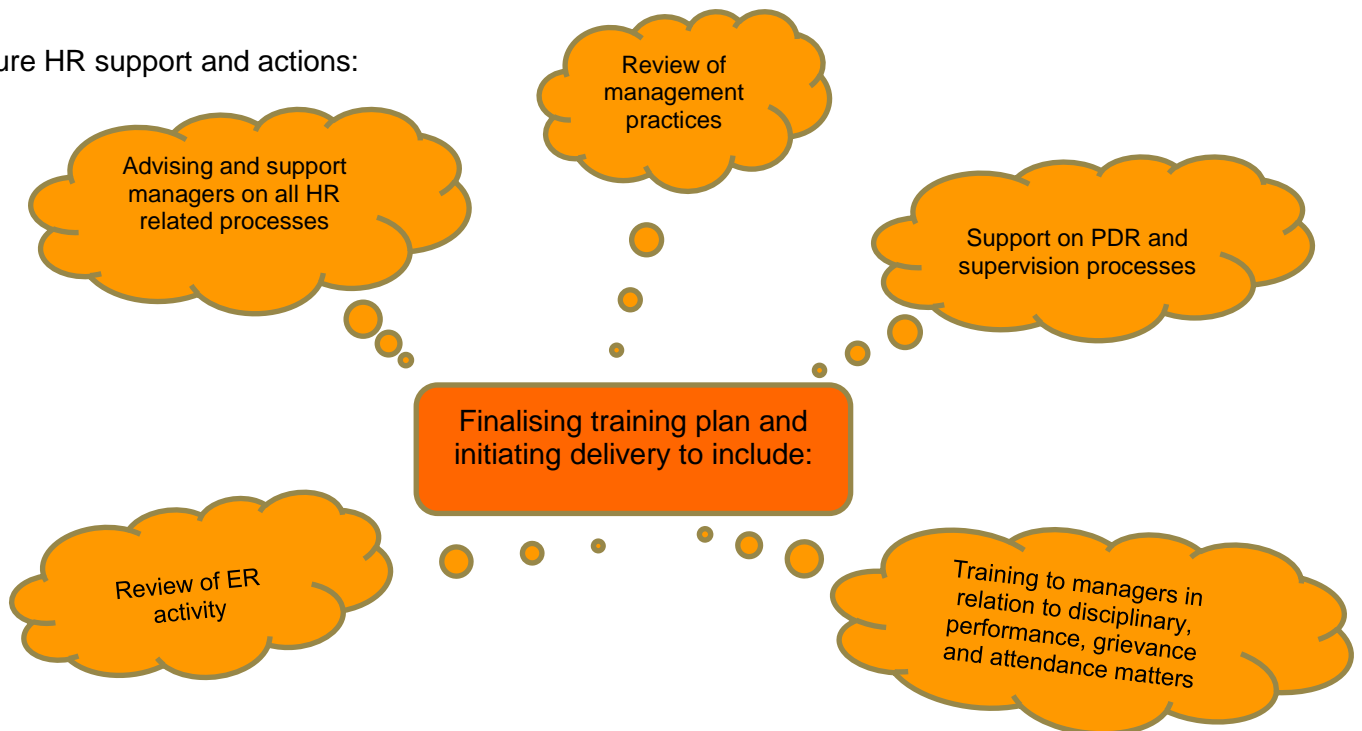 ure HR support and actions:
Review of
management
practices
Advising and support
managers on all HR
related processes
Support on PDR and
supervision processes
Finalising training plan and
initiating delivery to include:
Review of ER
activity
Training to managers in
relation to disciplinary,
performance, grievance
and attendance matters